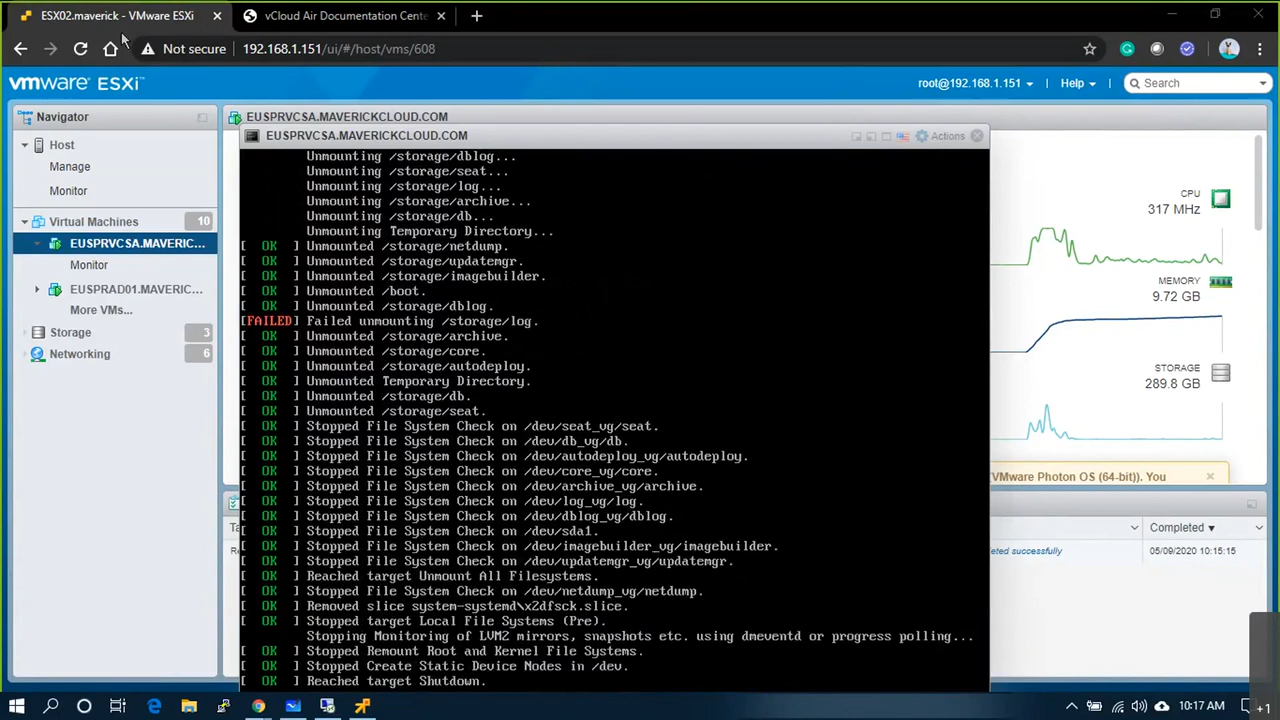 ESX02.maverick - VMware ESXi
vCloud Air Documentation Cente
Not secure
192.168.1.151/ui/#/host/vms/608
vmware ESXi
root@192.168.1.151
Help
Search
Navigator
EUSPRVCSA.MAVERICKCLOUD.COM
Host
Manage
Monitor
Virtual Machines
10
EUSPRVCSA.MAVERIC...
Monitor
EUSPRAD01.MAVERIC...
More VMs...
Storage
3
Networking
6
EUSPRVCSA.MAVERICKCLOUD.COM
Actions
Unmounting /storage/dblog...
Unmounting /storage/seat...
Unmounting /storage/log...
Unmounting /storage/archive...
Unmounting /storage/db...
Unmounting Temporary Directory...
[ OK ] Unmounted /storage/netdump.
[ OK ] Unmounted /storage/updatemgr.
[ OK ] Unmounted /storage/imagebuilder.
[ OK ] Unmounted /boot.
[ OK ] Unmounted /storage/dblog.
[FAILED] Failed unmounting /storage/log.
[ OK ] Unmounted /storage/archive.
[ OK ] Unmounted /storage/core.
[ OK ] Unmounted /storage/autodeploy.
[ OK ] Unmounted Temporary Directory.
[ OK ] Unmounted /storage/db.
[ OK ] Unmounted /storage/seat.
[ OK ] Stopped File System Check on /dev/seat_vg/seat.
[ OK ] Stopped File System Check on /dev/db_vg/db.
[ OK ] Stopped File System Check on /dev/autodeploy_vg/autodeploy.
[ OK ] Stopped File System Check on /dev/core_vg/core.
[ OK ] Stopped File System Check on /dev/archive_vg/archive.
[ OK ] Stopped File System Check on /dev/log_vg/log.
[ OK ] Stopped File System Check on /dev/dblog_vg/dblog.
[ OK ] Stopped File System Check on /dev/sda1.
[ OK ] Stopped File System Check on /dev/imagebuilder_vg/imagebuilder.
[ OK ] Stopped File System Check on /dev/updatemgr_vg/updatemgr.
[ OK ] Reached target Unmount All Filesystems.
[ OK ] Stopped File System Check on /dev/netdump_vg/netdump.
[ OK ] Removed slice system-systemd\x2dfsck.slice.
[ OK ] Stopped target Local File Systems (Pre).
Stopping Monitoring of LVM2 mirrors, snapshots etc. using dmeventd or progress polling...
[ OK ] Stopped Remount Root and Kernel File Systems.
[ OK ] Stopped Create Static Device Nodes in /dev.
[ OK ] Reached target Shutdown.
CPU
317 MHz
MEMORY
9.72 GB
STORAGE
289.8 GB
VMware Photon OS (64-bit)). You
Completed
eted successfully
05/09/2020 10:15:15
10:17 AM
+1